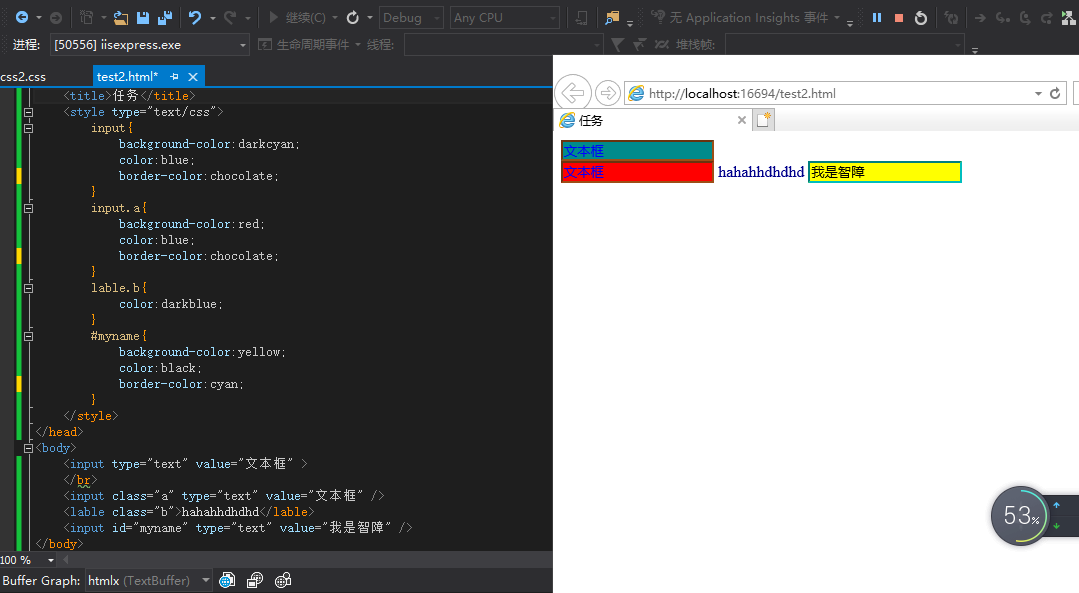 继续(C)
Debug
Any CPU
无 Application Insights 事件
进程:
[50556] iisexpress.exe
生命周期事件
线程:
堆栈帧:
css2.css
test2.html*
<title>任务</title>
<style type="text/css">
input{
background-color:darkcyan;
color:blue;
border-color:chocolate;
}
input.a{
background-color:red;
color:blue;
border-color:chocolate;
}
lable.b{
color:darkblue;
}
#myname{
background-color:yellow;
color:black;
border-color:cyan;
}
</style>
</head>
<body>
<input type="text" value="文本框" >
</br>
<input class="a" type="text" value="文本框" />
<lable class="b">hahahhdhdhd</lable>
<input id="myname" type="text" value="我是智障" />
</body>
100 %
Buffer Graph: htmlx (TextBuffer)
http://localhost:16694/test2.html
任务
文本框
文本框 hahahhdhdhd 我是智障
53%